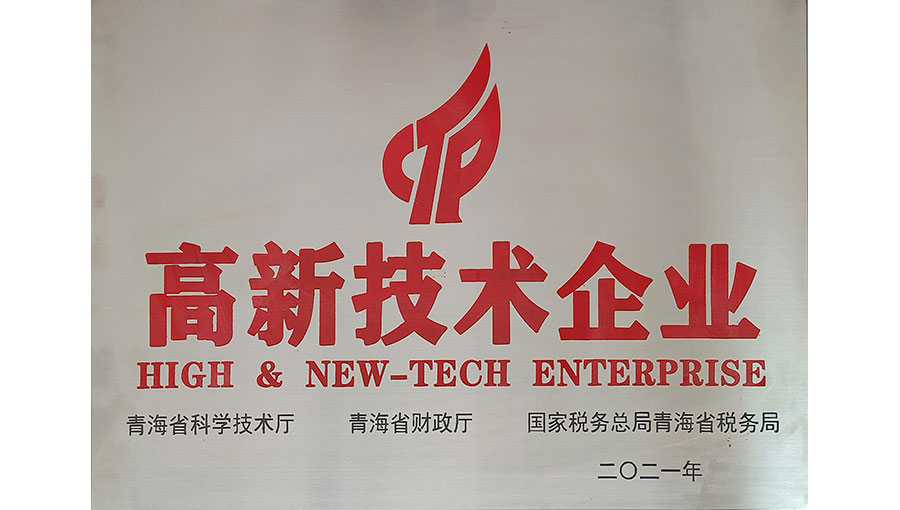 CTP
高新技术企业
HIGH & NEW-TECH ENTERPRISE
青海省科学技术厅 青海省财政厅 国家税务总局青海省税务局
二〇二一年